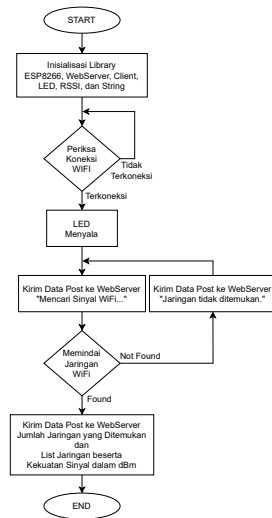 START
Inisialisasi Library
ESP8266, WebServer, Client,
LED, RSSI, dan String
Periksa
Koneksi
WIFI
Tidak
Terkoneksi
Terkoneksi
LED
Menyala
Kirim Data Post ke WebServer
"Mencari Sinyal WiFi..."
Kirim Data Post ke WebServer
"Jaringan tidak ditemukan."
Memindai
Jaringan
WiFi
Not Found
Found
Kirim Data Post ke WebServer
Jumlah Jaringan yang Ditemukan
dan
List Jaringan beserta
Kekuatan Sinyal dalam dBm
END